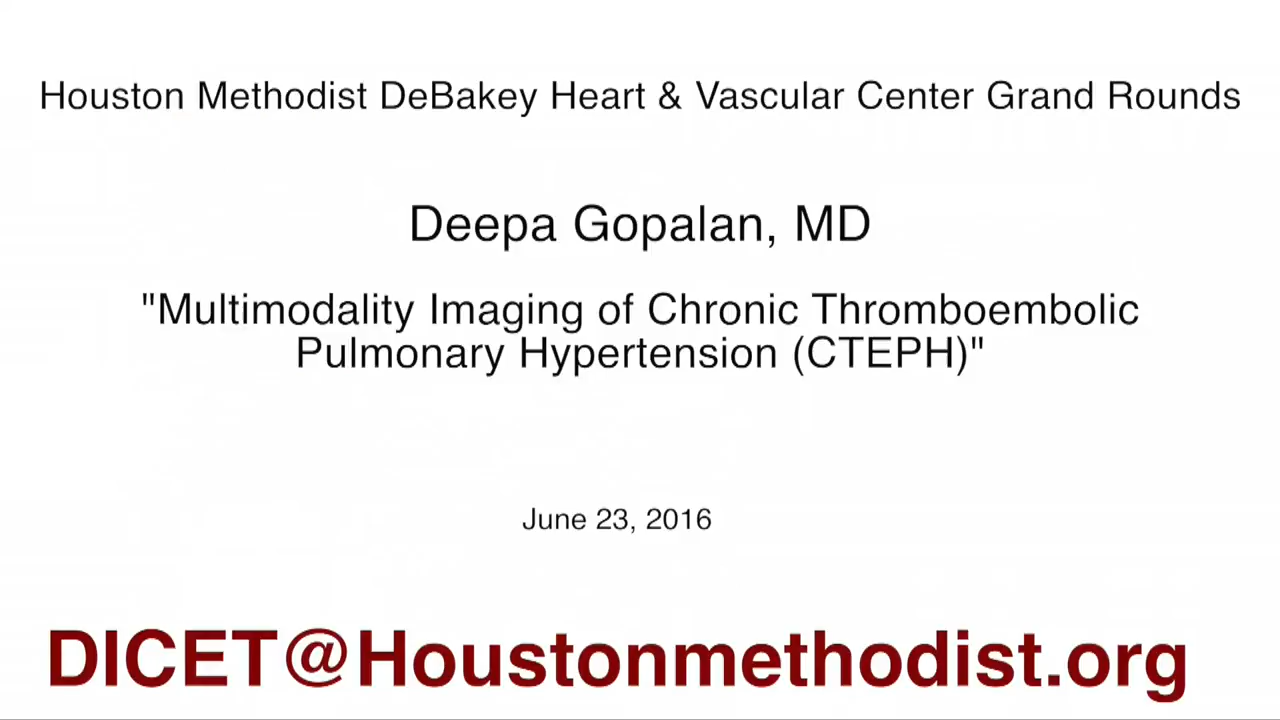 Houston Methodist DeBakey Heart & Vascular Center Grand Rounds
Deepa Gopalan, MD
"Multimodality Imaging of Chronic Thromboembolic
Pulmonary Hypertension (CTEPH)"
June 23, 2016
DICET@Houstonmethodist.org